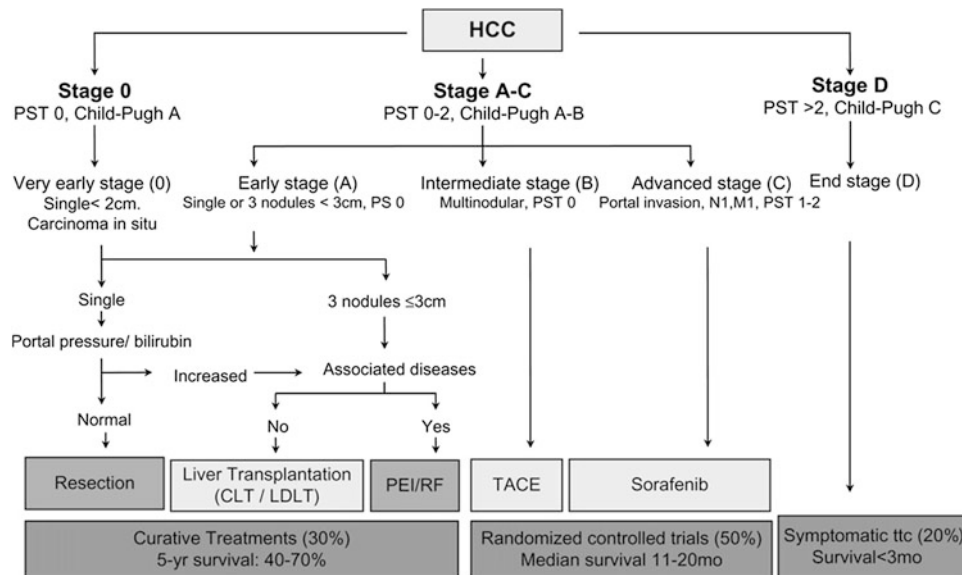 HCC
Stage 0
PST 0, Child-Pugh A
Stage A-C
PST 0-2, Child-Pugh A-B
Stage D
PST >2, Child-Pugh C
Very early stage (0)
Single< 2cm.
Carcinoma in situ
Early stage (A)
Single or 3 nodules < 3cm, PS 0
Intermediate stage (B)
Multinodular, PST 0
Advanced stage (C)
Portal invasion, N1,M1, PST 1-2
End stage (D)
Single
3 nodules ≤3cm
Portal pressure/ bilirubin
Increased
Associated diseases
Normal
No
Yes
Resection
Liver Transplantation
(CLT / LDLT)
PEI/RF
TACE
Sorafenib
Curative Treatments (30%)
5-yr survival: 40-70%
Randomized controlled trials (50%)
Median survival 11-20mo
Symptomatic ttc (20%)
Survival<3mo